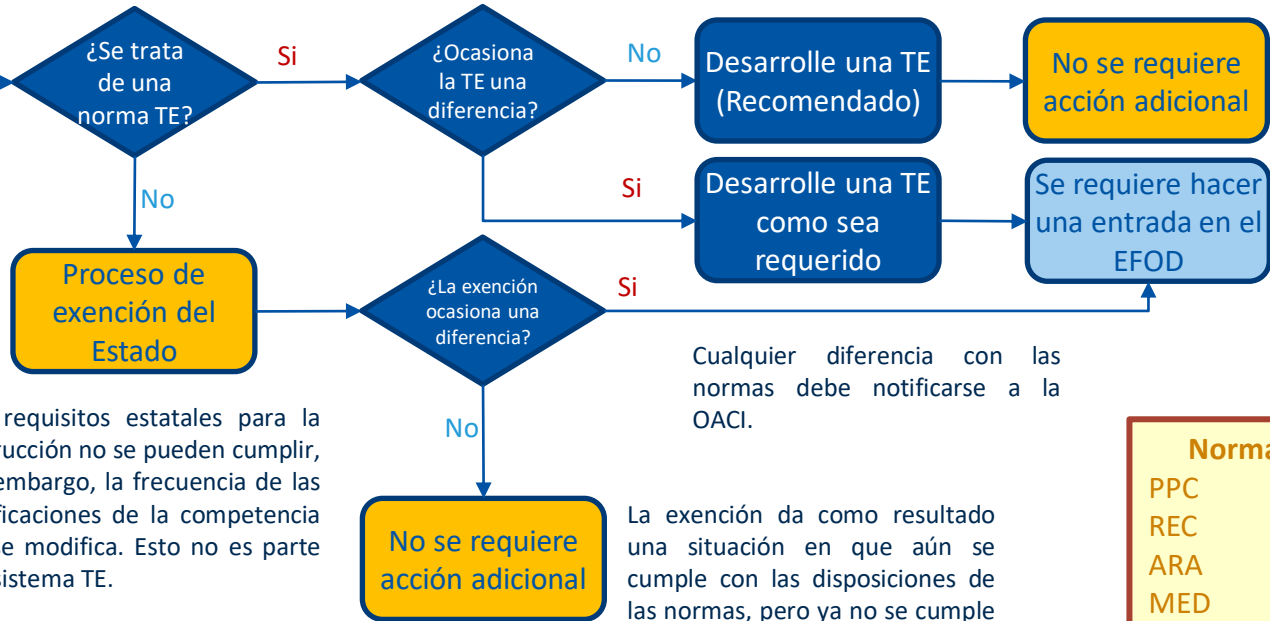 ¿Se trata
de una
norma TE?
Si
¿Ocasiona
la TE una
diferencia?
No
Desarrolle una TE
(Recomendado)
No se requiere
acción adicional
No
Si
Desarrolle una TE
como sea
requerido
Se requiere hacer
una entrada en el
EFOD
Proceso de
exención del
Estado
¿La exención
ocasiona una
diferencia?
Si
Cualquier diferencia con las
normas debe notificarse a la
OACI.
requisitos estatales para la
rucción no se pueden cumplir,
embargo, la frecuencia de las
ficaciones de la competencia
se modifica. Esto no es parte
sistema TE.
No
No se requiere
acción adicional
La exención da como resultado
una situación en que aún se
cumple con las disposiciones de
las normas, pero ya no se cumple
Norma
PPC
REC
ARA
MED